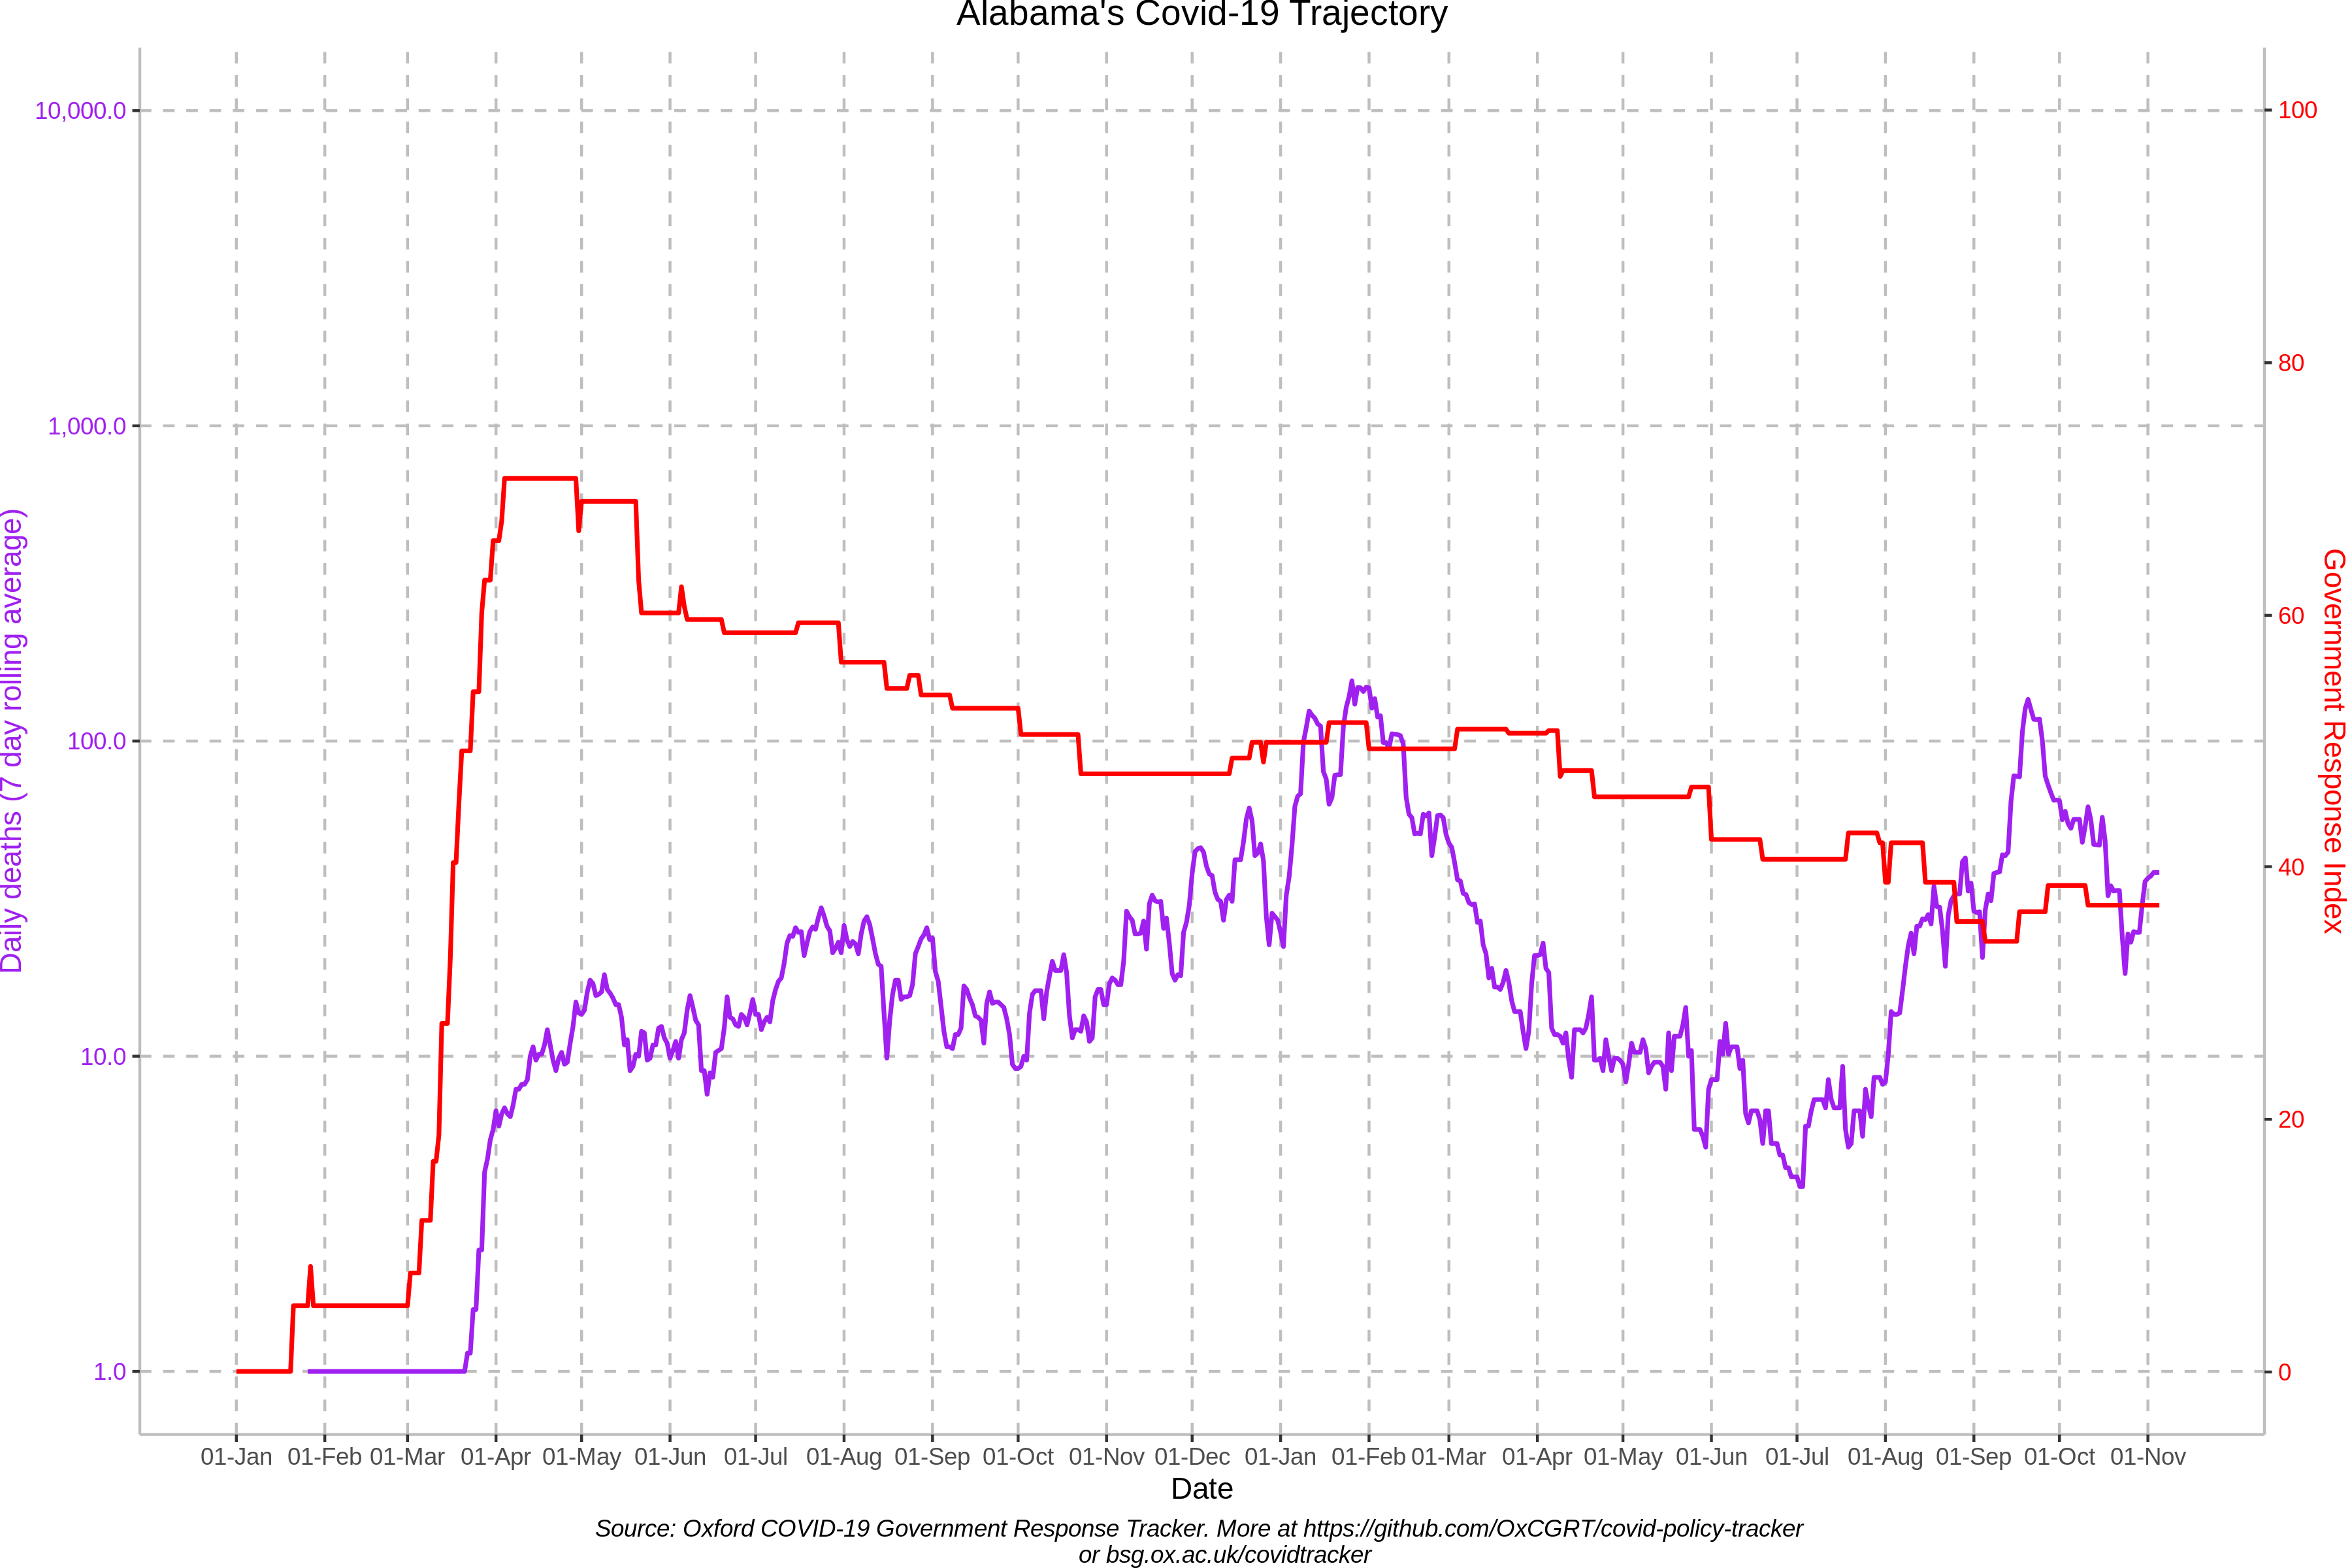 Alabama's Covid-19 Trajectory
10,000.0
1,000.0
100.0
10.0
1.0
Daily deaths (7 day rolling average)
100
80
60
40
20
0
Government Response Index
01-Jan 01-Feb 01-Mar 01-Apr 01-May 01-Jun 01-Jul 01-Aug 01-Sep 01-Oct 01-Nov 01-Dec 01-Jan 01-Feb 01-Mar 01-Apr 01-May 01-Jun 01-Jul 01-Aug 01-Sep 01-Oct 01-Nov
Date
Source: Oxford COVID-19 Government Response Tracker. More at https://github.com/OxCGRT/covid-policy-tracker
or bsg.ox.ac.uk/covidtracker